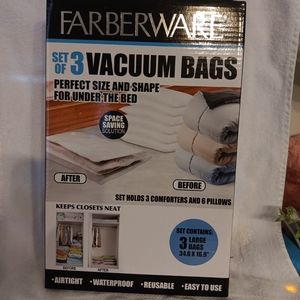 FARBERWARE
SET OF 3 VACUUM BAGS
PERFECT SIZE AND SHAPE
FOR UNDER THE BED
SPACE
SAVING
SOLUTION
AFTER
BEFORE
SET HOLDS 3 COMFORTERS AND 6 PILLOWS
KEEPS CLOSETS NEAT
SET CONTAINS:
3 LARGE
BAGS
BEFORE
AFTER
•AIRTIGHT •WATERPROOF •REUSABLE •EASY TO USE